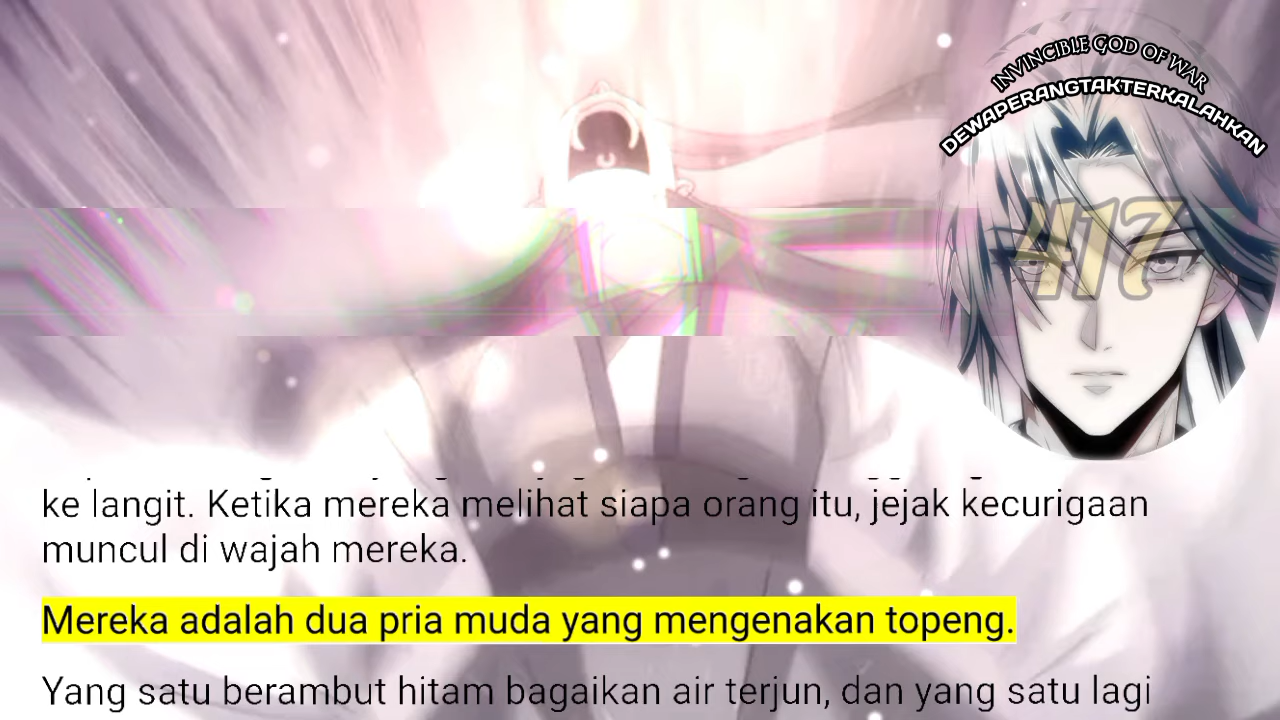 INVINCIBLE GOD OF WAR
DEWAPERANGTAKTERKALAHKAN
417
ke langit. Ketika mereka melihat siapa orang itu, jejak kecurigaan
muncul di wajah mereka.
Mereka adalah dua pria muda yang mengenakan topeng.
Yang satu berambut hitam bagaikan air terjun, dan yang satu lagi